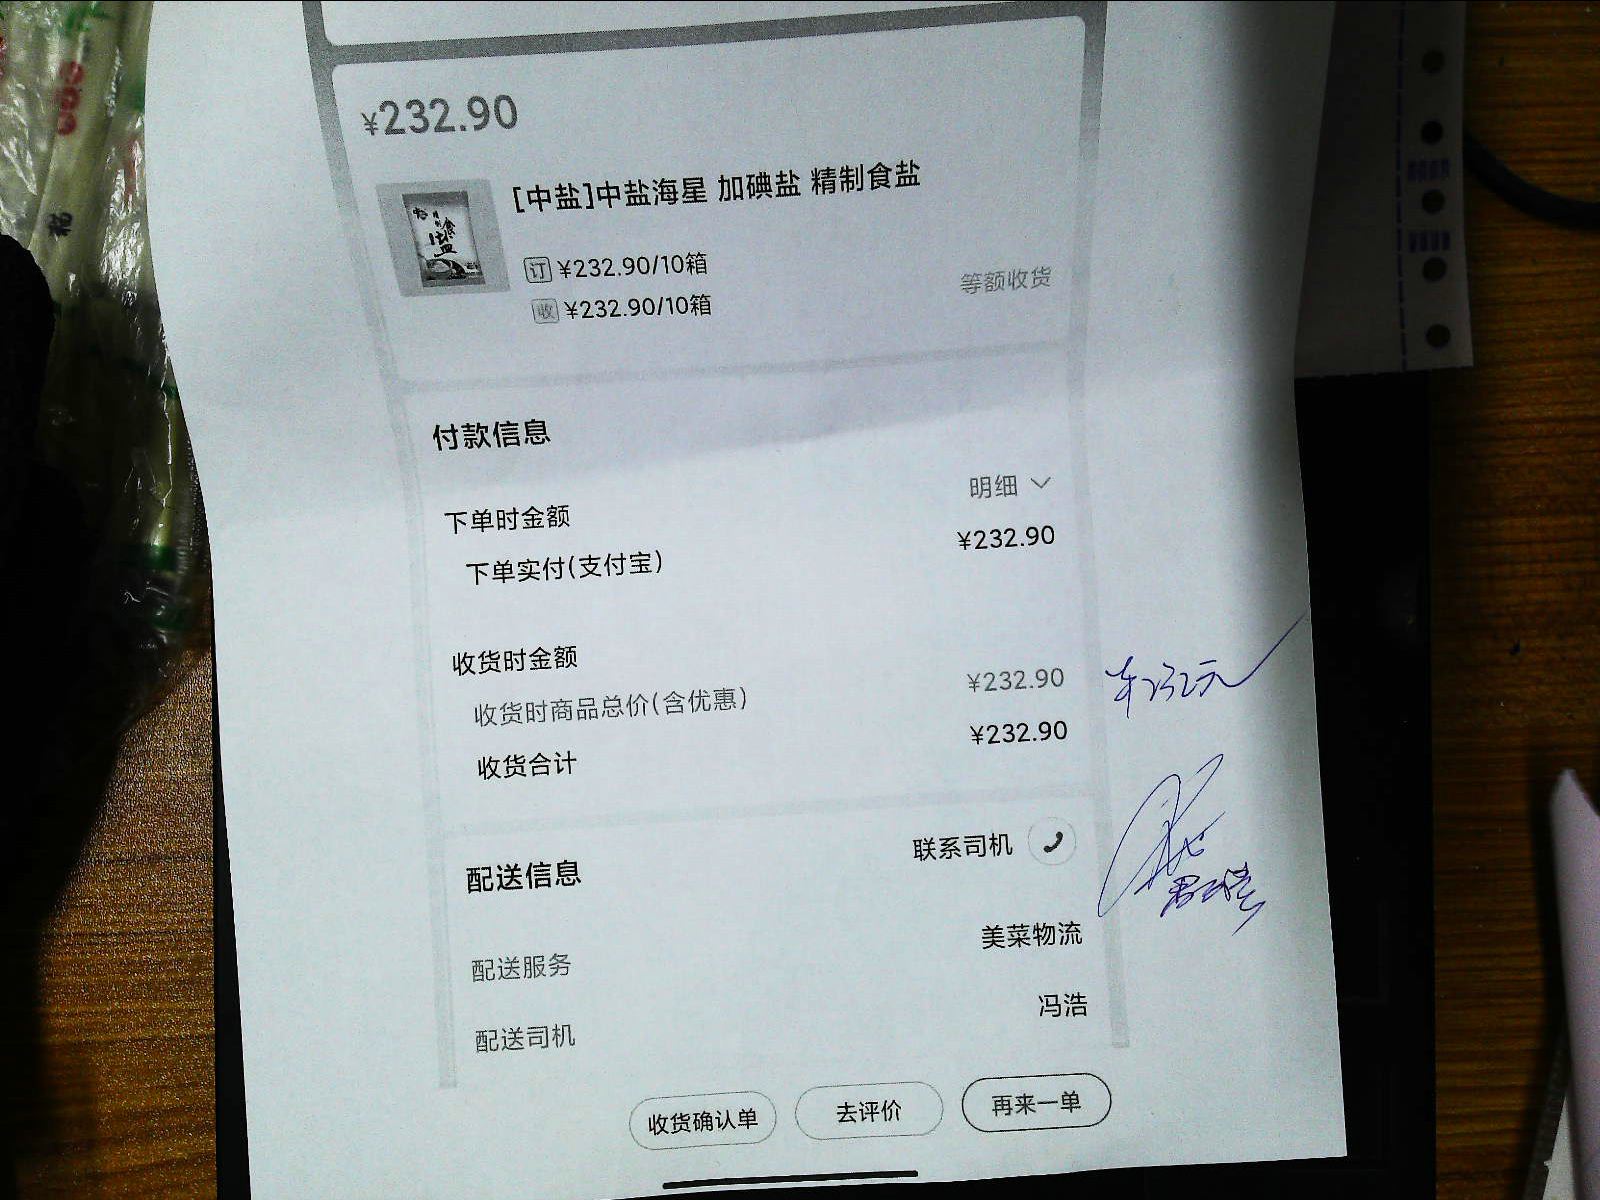 ¥232.90
[中盐]中盐海星 加碘盐 精制食盐
订 ¥232.90/10箱
收 ¥232.90/10箱
等额收货
付款信息
明细
下单时金额
下单实付(支付宝)
¥232.90
收货时金额
收货时商品总价(含优惠)
¥232.90
收货合计
¥232.90
配送信息
联系司机
配送服务
美菜物流
配送司机
冯浩
收货确认单
去评价
再来一单